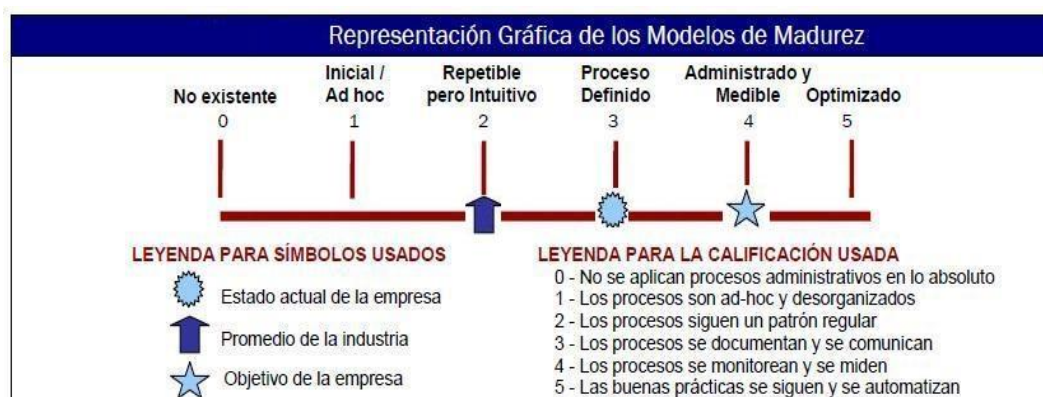 Representación Gráfica de los Modelos de Madurez
No existente
0
Inicial /
Ad hoc
1
Repetible
pero Intuitivo
2
Proceso
Definido
3
Administrado y
Medible
4
Optimizado
5
LEYENDA PARA SÍMBOLOS USADOS
Estado actual de la empresa
Promedio de la industria
Objetivo de la empresa
LEYENDA PARA LA CALIFICACIÓN USADA
0 - No se aplican procesos administrativos en lo absoluto
1 - Los procesos son ad-hoc y desorganizados
2 - Los procesos siguen un patrón regular
3 - Los procesos se documentan y se comunican
4 - Los procesos se monitorean y se miden
5 - Las buenas prácticas se siguen y se automatizan